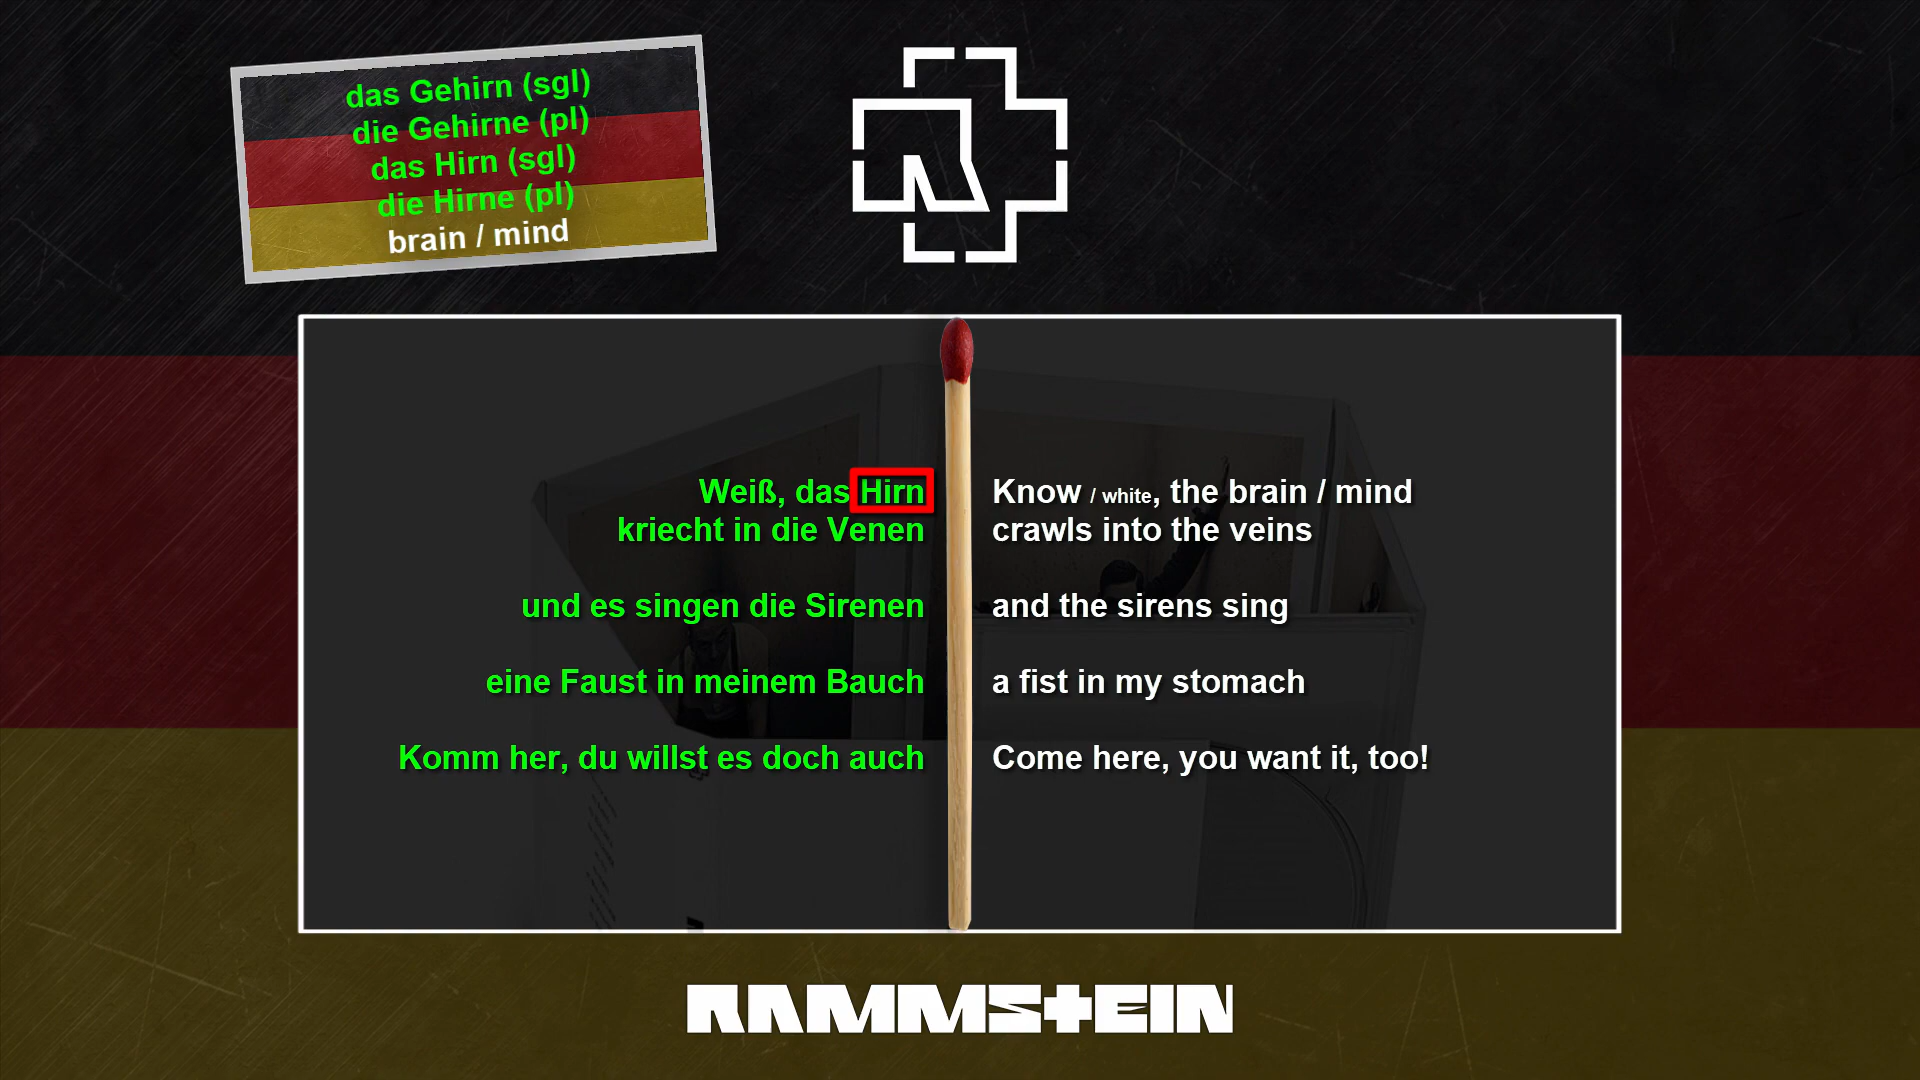 das Gehirn (sgl)
die Gehirne (pl)
das Hirn (sgl)
die Hirne (pl)
brain / mind
Weiß, das Hirn
kriecht in die Venen
und es singen die Sirenen
eine Faust in meinem Bauch
Komm her, du willst es doch auch
Know / white, the brain / mind
crawls into the veins
and the sirens sing
a fist in my stomach
Come here, you want it, too!
RAMMSTEIN